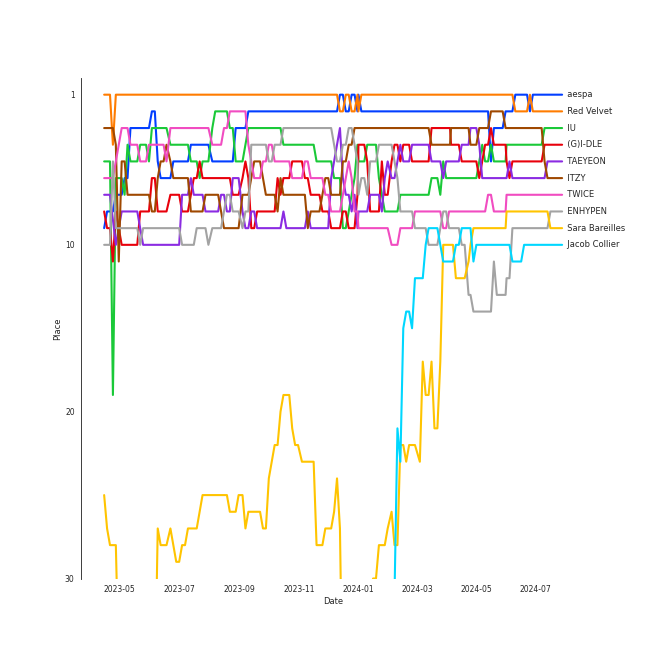 1
10
20
30
Place
aespa
Red Velvet
IU
(G)I-DLE
TAEYEON
ITZY
TWICE
ENHYPEN
Sara Bareilles
Jacob Collier
2023-05 2023-07 2023-09 2023-11 2024-01 2024-03 2024-05 2024-07
Date